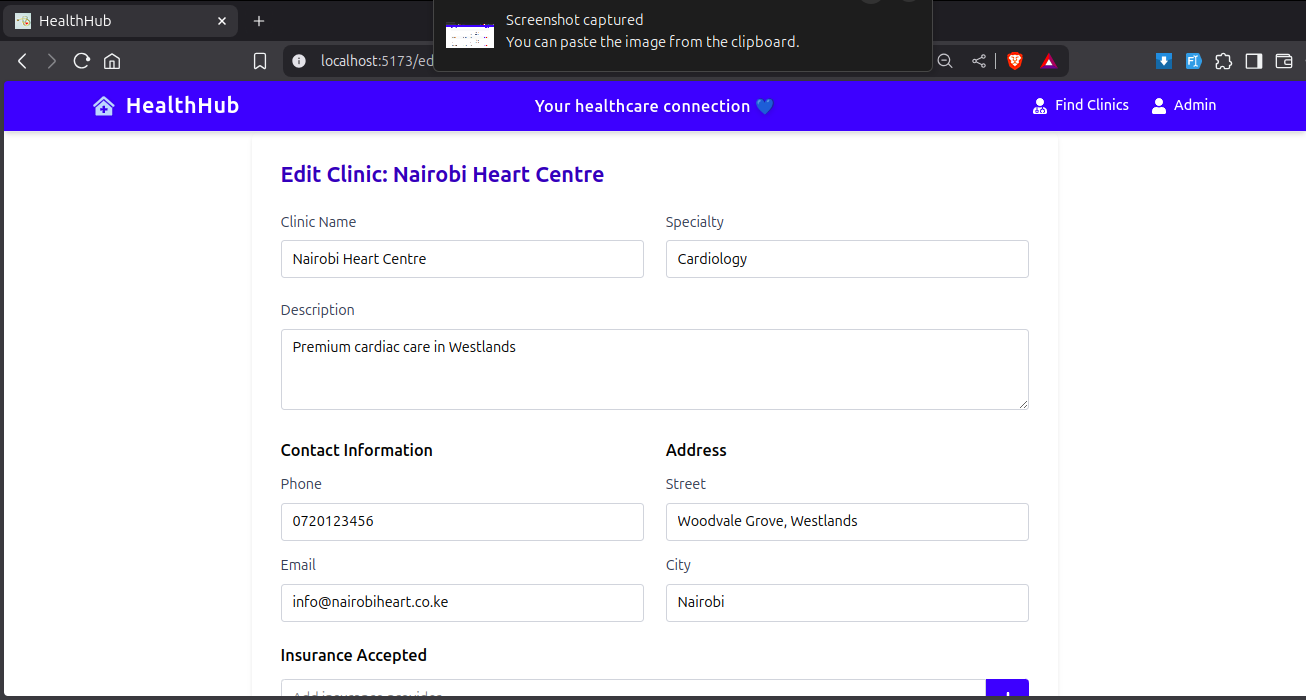 HealthHub
Screenshot captured
You can paste the image from the clipboard.
localhost:5173/ed
HealthHub
Your healthcare connection 💙
Find Clinics
Admin
Edit Clinic: Nairobi Heart Centre
Clinic Name
Specialty
Nairobi Heart Centre
Cardiology
Description
Premium cardiac care in Westlands
Contact Information
Address
Phone
Street
0720123456
Woodvale Grove, Westlands
Email
City
info@nairobiheart.co.ke
Nairobi
Insurance Accepted
Add insurance provider